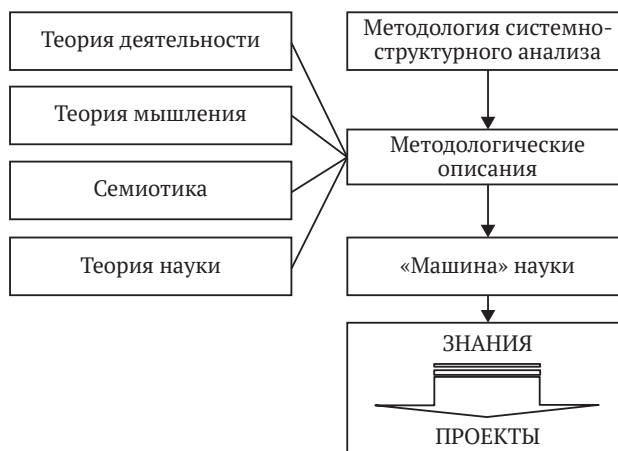 Теория деятельности
Теория мышления
Семиотика
Теория науки
Методология системно-
структурного анализа
Методологические
описания
«Машина» науки
ЗНАНИЯ
ПРОЕКТЫ